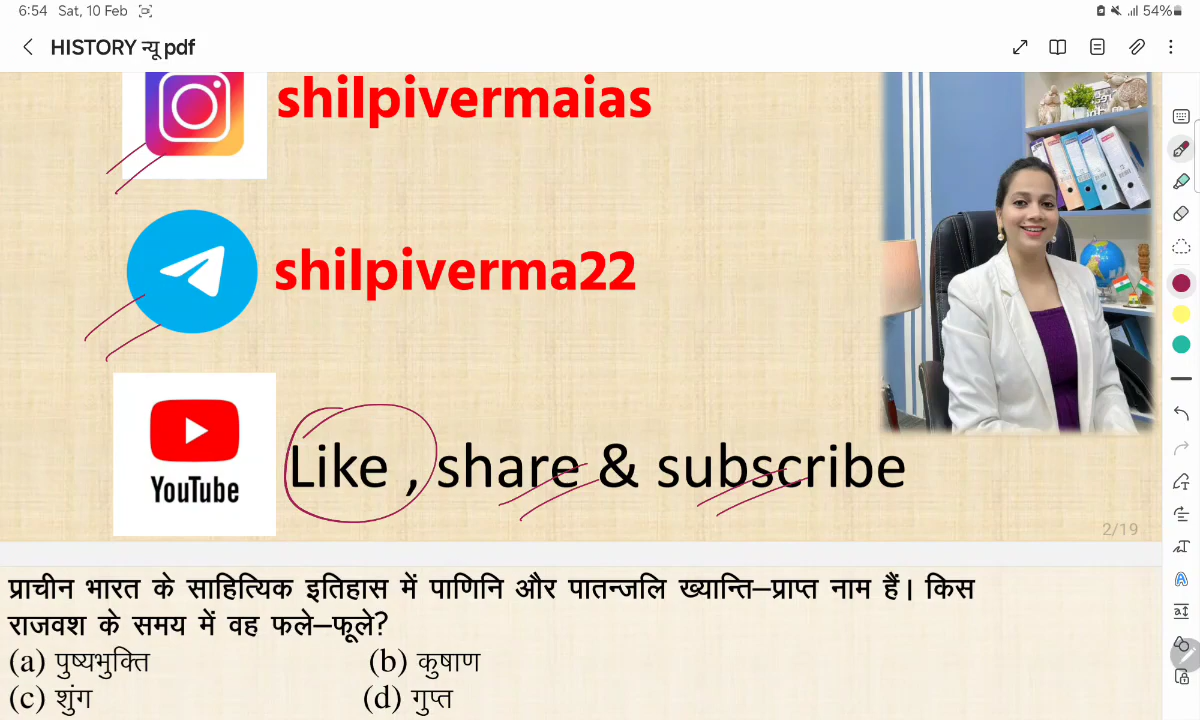 6:54 Sat, 10 Feb 54%
HISTORY न्यू pdf
shilpivermaias
shilpiverma22
YouTube
Like , share & subscribe
2/19
प्राचीन भारत के साहित्यिक इतिहास में पाणिनि और पातन्जलि ख्यान्ति–प्राप्त नाम हैं। किस
राजवश के समय में वह फले–फूले?
(a) पुष्यभुक्ति (b) कुषाण
(c) शुंग (d) गुप्त